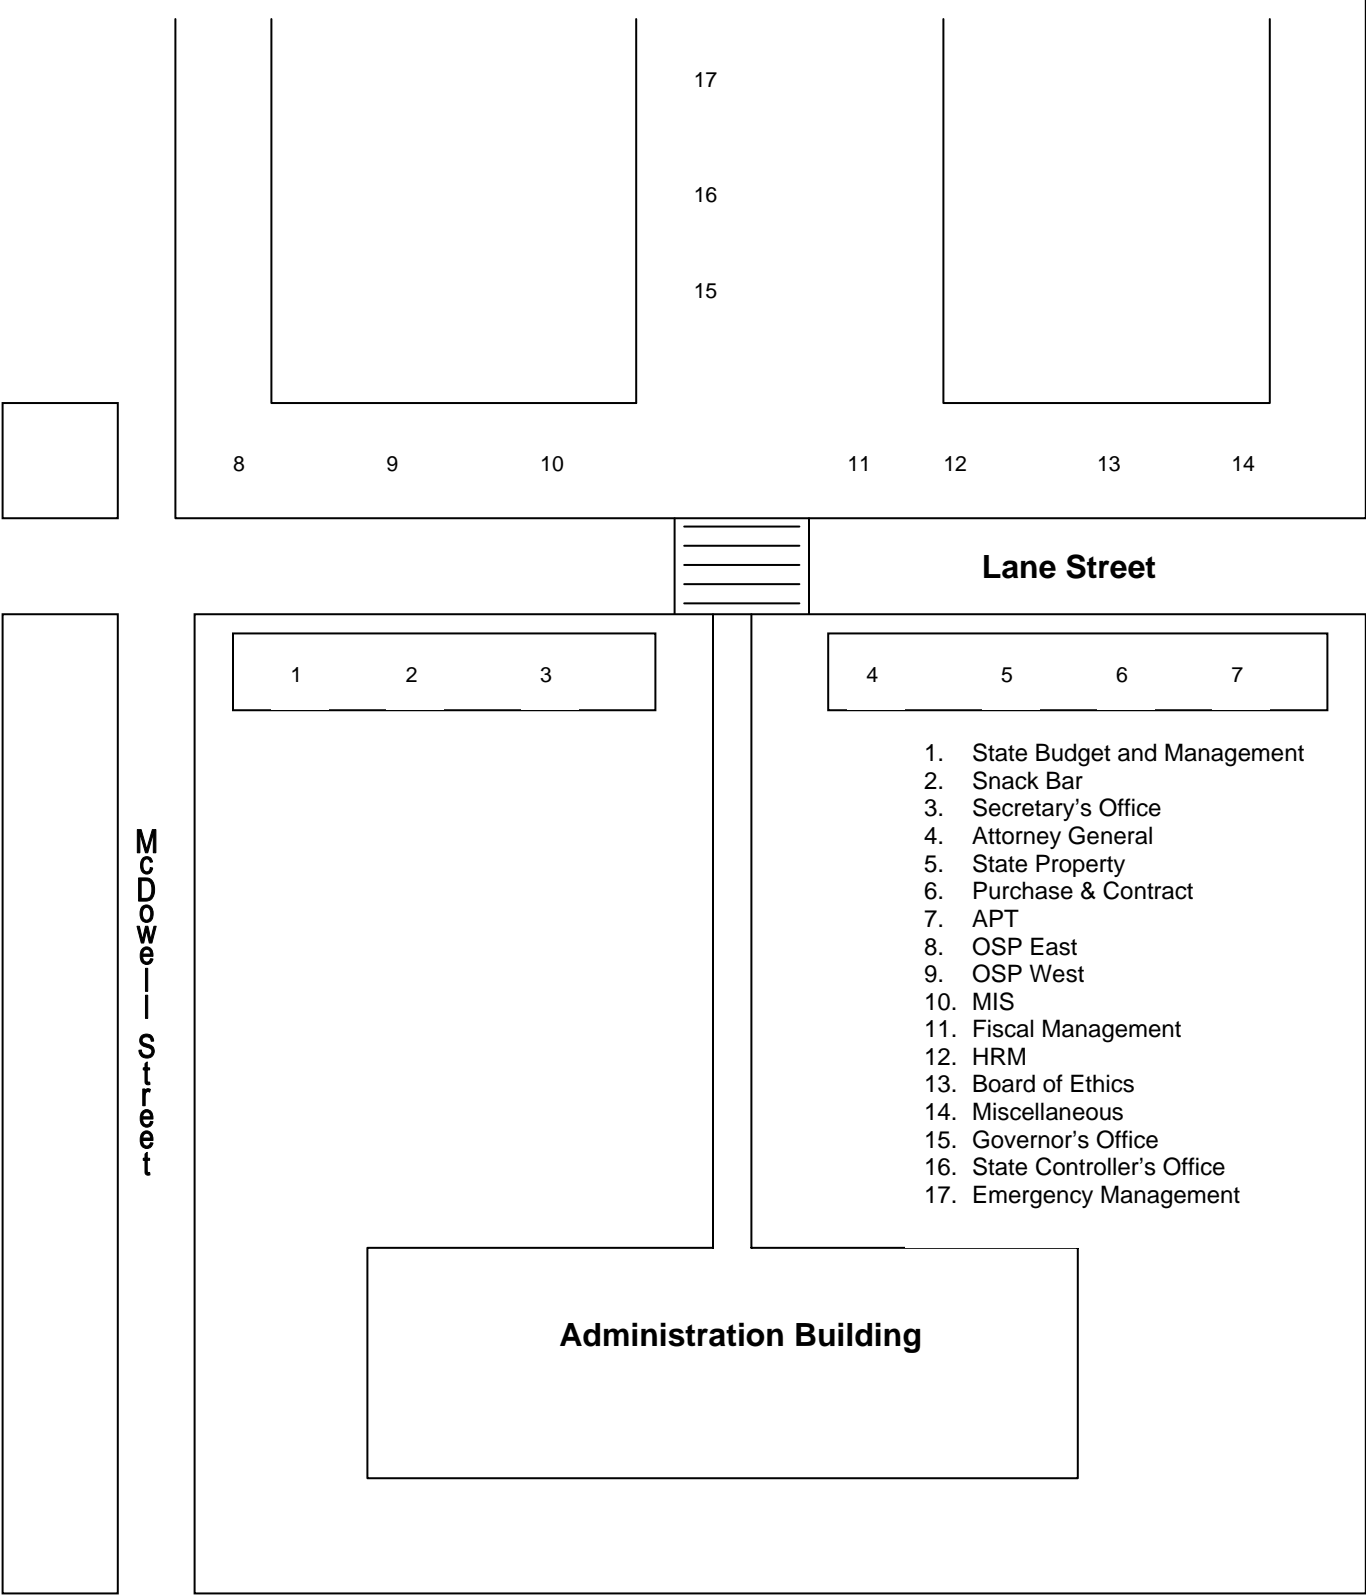 17
16
15
8 9 10 11 12 13 14
Lane Street
1 2 3 4 5 6 7
1. State Budget and Management
2. Snack Bar
3. Secretary’s Office
4. Attorney General
5. State Property
6. Purchase & Contract
7. APT
8. OSP East
9. OSP West
10. MIS
11. Fiscal Management
12. HRM
13. Board of Ethics
14. Miscellaneous
15. Governor’s Office
16. State Controller’s Office
17. Emergency Management
McDowell Street
Administration Building